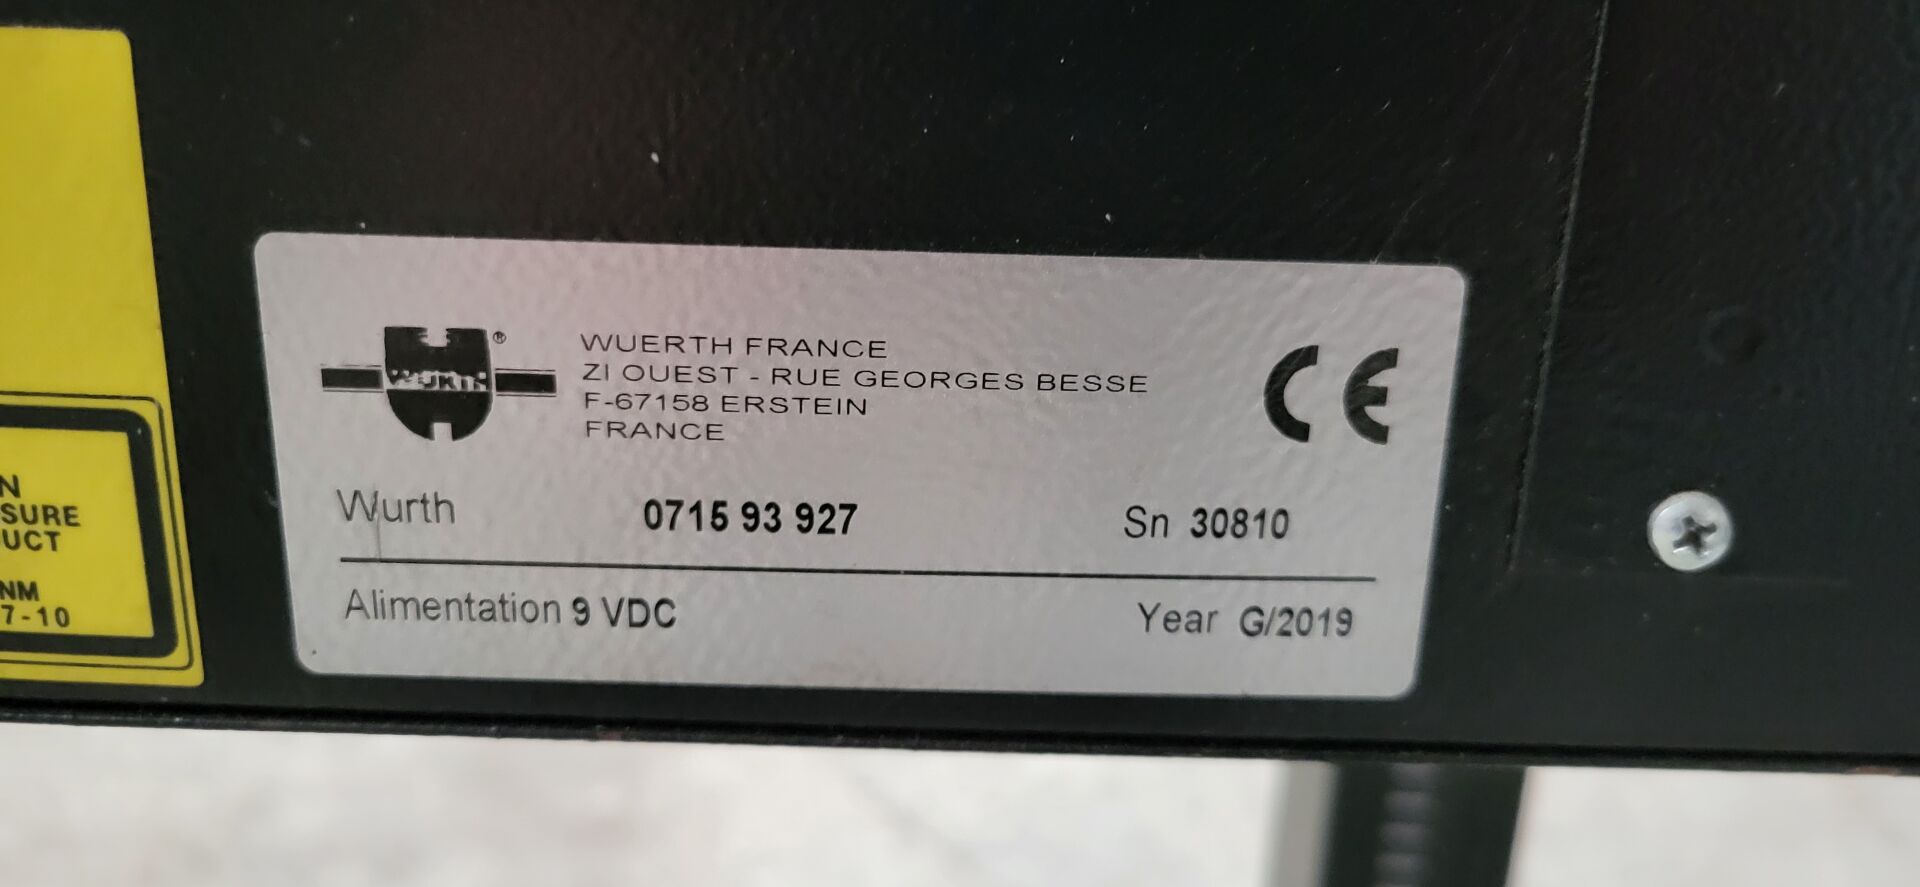 WURTH
®
WUERTH FRANCE
ZI OUEST - RUE GEORGES BESSE
F-67158 ERSTEIN
FRANCE
CE
Wurth 0715 93 927 Sn 30810
Alimentation 9 VDC Year G/2019
N
SURE
UCT
NM
7-10